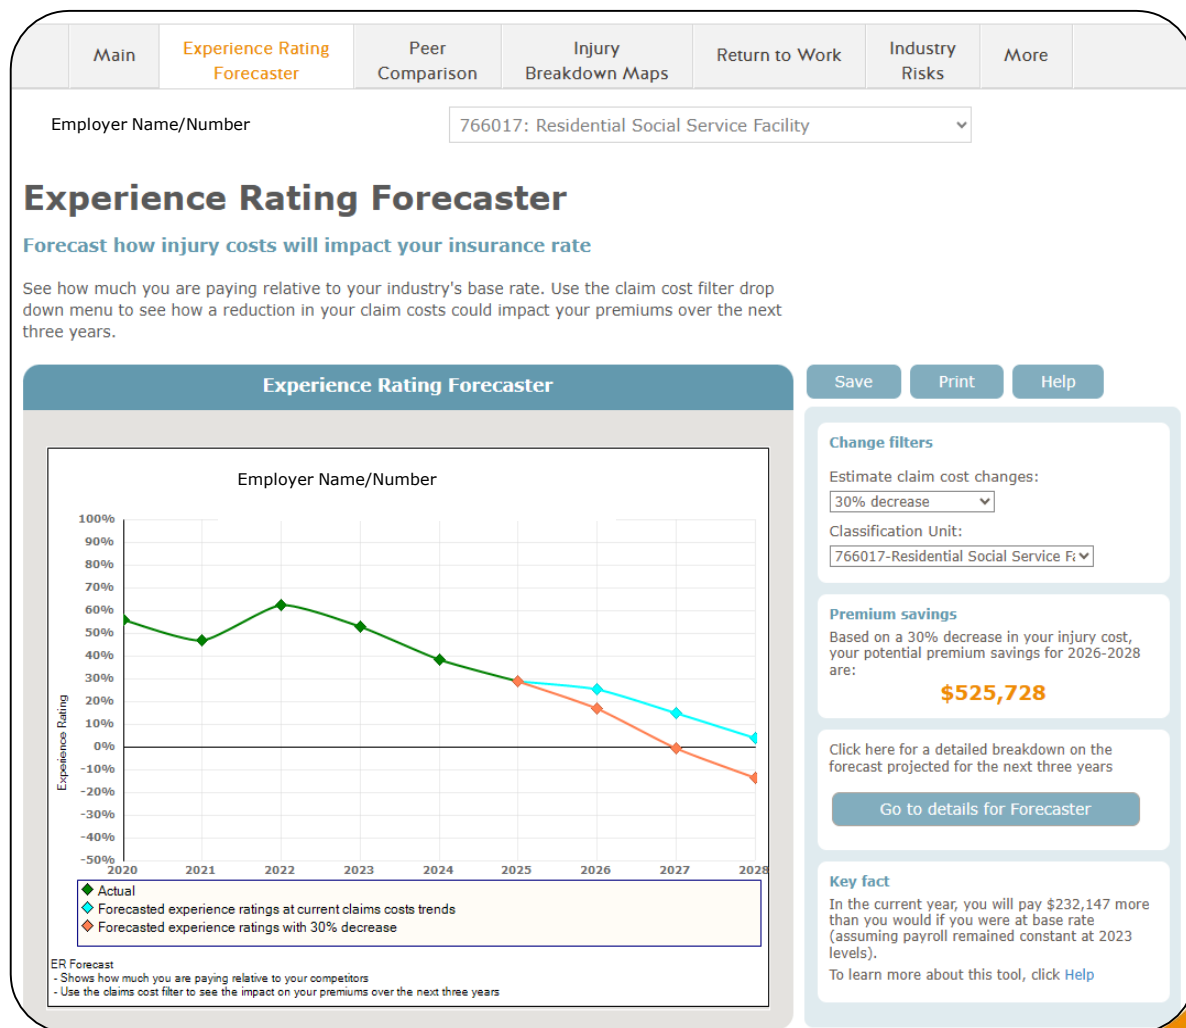 Main
Experience Rating
Forecaster
Peer
Comparison
Injury
Breakdown Maps
Return to Work
Industry
Risks
More
Employer Name/Number
766017: Residential Social Service Facility
Experience Rating Forecaster
Forecast how injury costs will impact your insurance rate
See how much you are paying relative to your industry's base rate. Use the claim cost filter drop
down menu to see how a reduction in your claim costs could impact your premiums over the next
three years.
Experience Rating Forecaster
Employer Name/Number
100%
90%
80%
70%
60%
50%
40%
30%
20%
10%
0%
-10%
-20%
-30%
-40%
-50%
Experience Rating
2020 2021 2022 2023 2024 2025 2026 2027 2028
Actual
Forecasted experience ratings at current claims costs trends
Forecasted experience ratings with 30% decrease
ER Forecast
- Shows how much you are paying relative to your competitors
- Use the claims cost filter to see the impact on your premiums over the next three years
Save
Print
Help
Change filters
Estimate claim cost changes:
30% decrease
Classification Unit:
766017-Residential Social Service Fa
Premium savings
Based on a 30% decrease in your injury cost,
your potential premium savings for 2026-2028
are:
$525,728
Click here for a detailed breakdown on the
forecast projected for the next three years
Go to details for Forecaster
Key fact
In the current year, you will pay $232,147 more
than you would if you were at base rate
(assuming payroll remained constant at 2023
levels).
To learn more about this tool, click Help